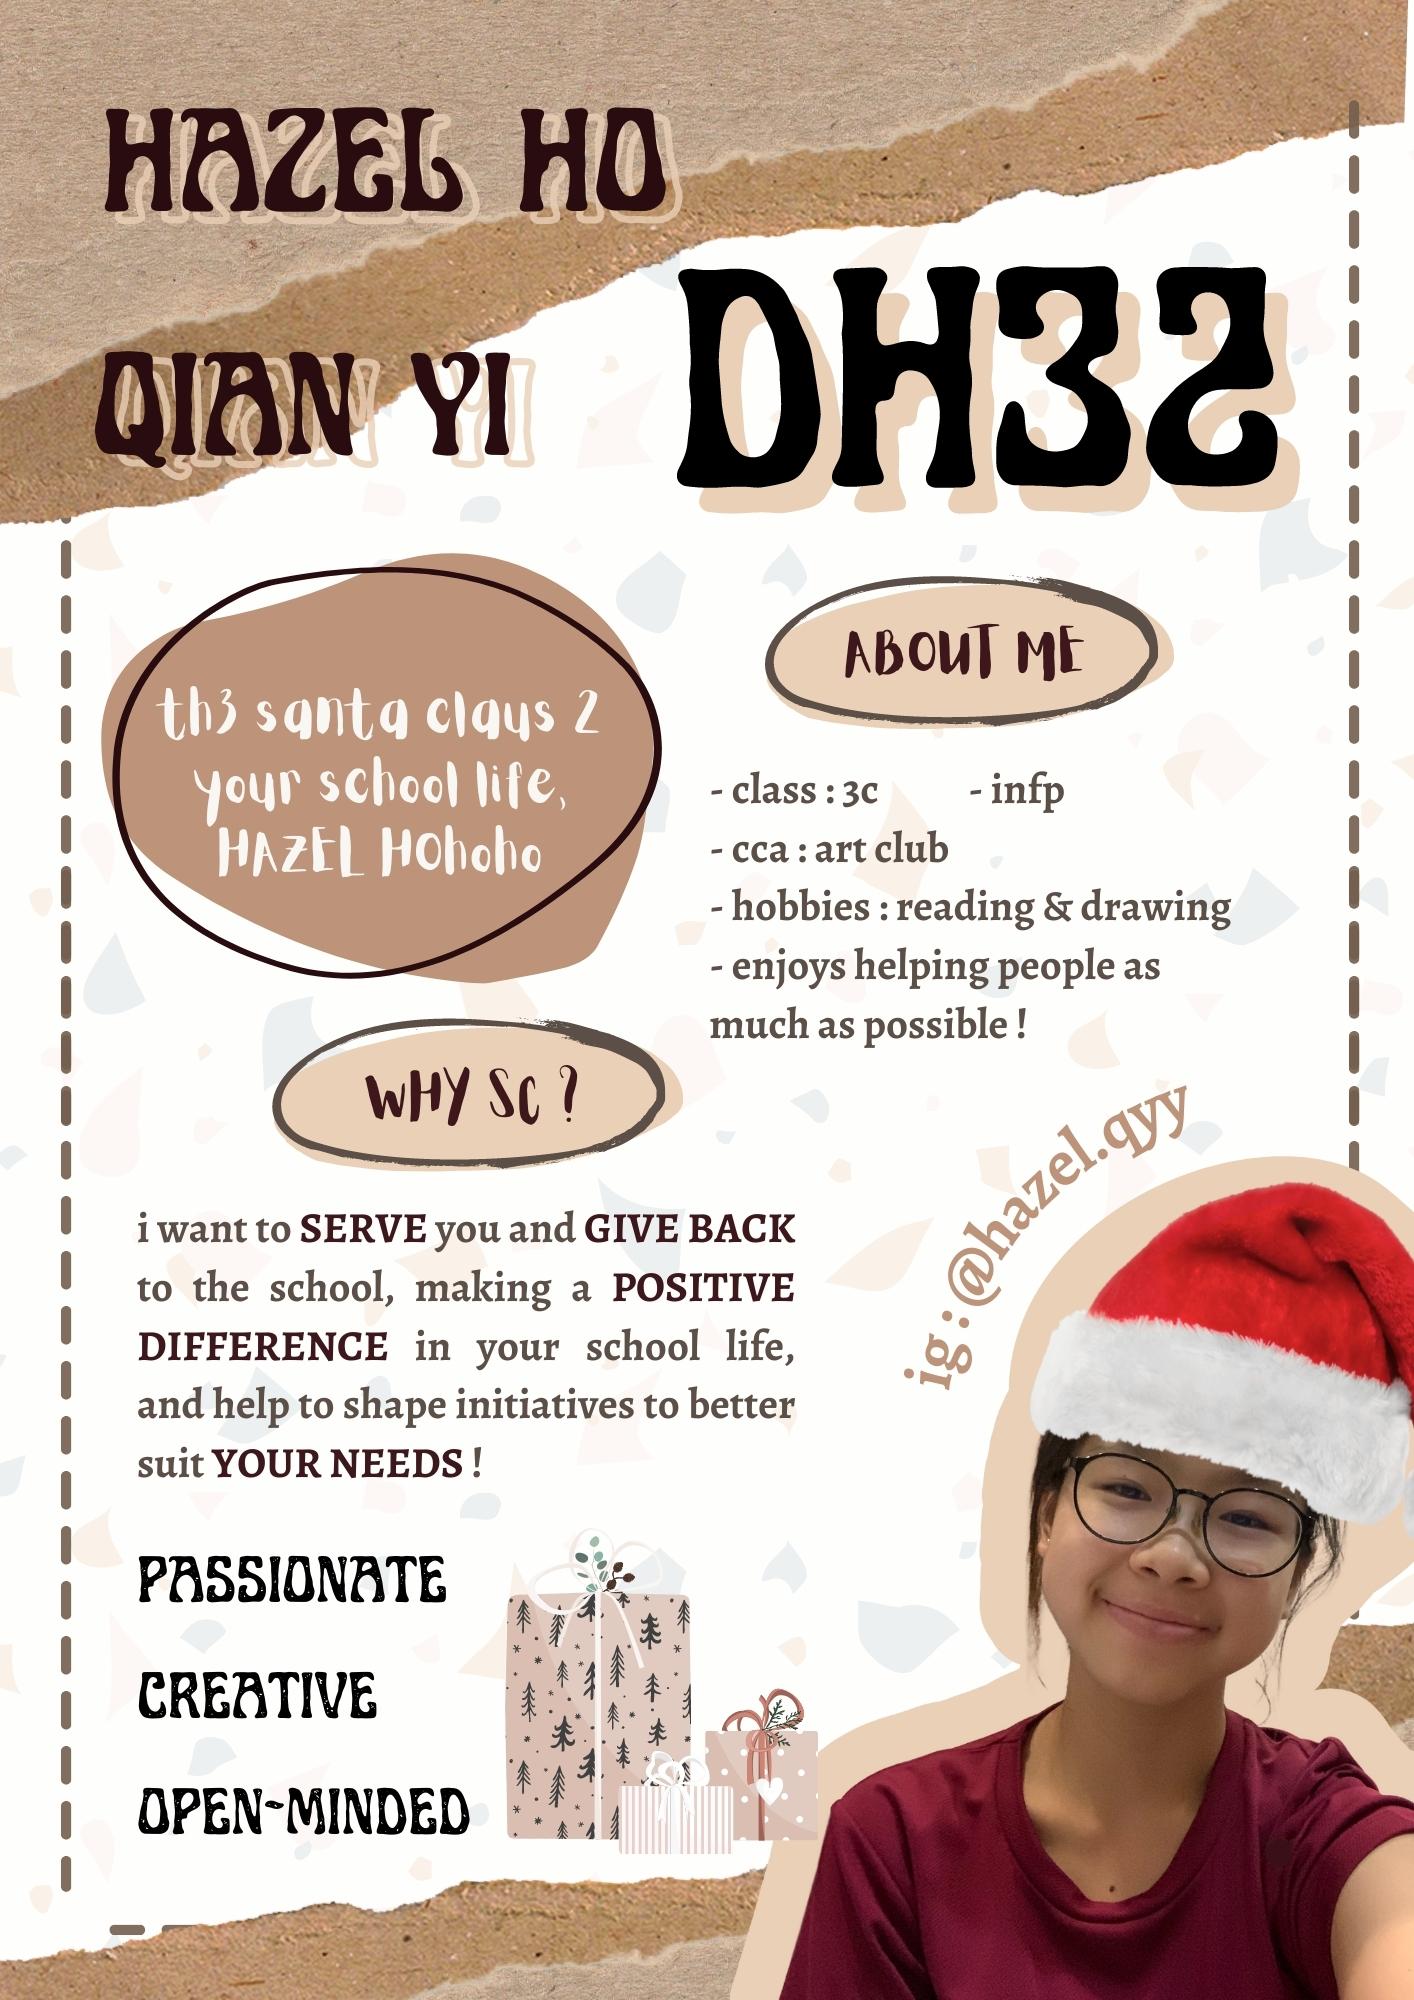 HAZEL HO
QIAN YI
DH32
th3 santa claus 2
your school life,
HAZEL HOhoho
ABOUT ME
- class : 3c - infp
- cca : art club
- hobbies : reading & drawing
- enjoys helping people as
much as possible !
WHY SC ?
i want to SERVE you and GIVE BACK
to the school, making a POSITIVE
DIFFERENCE in your school life,
and help to shape initiatives to better
suit YOUR NEEDS !
ig : @hazel.qyy
PASSIONATE
CREATIVE
OPEN-MINDED